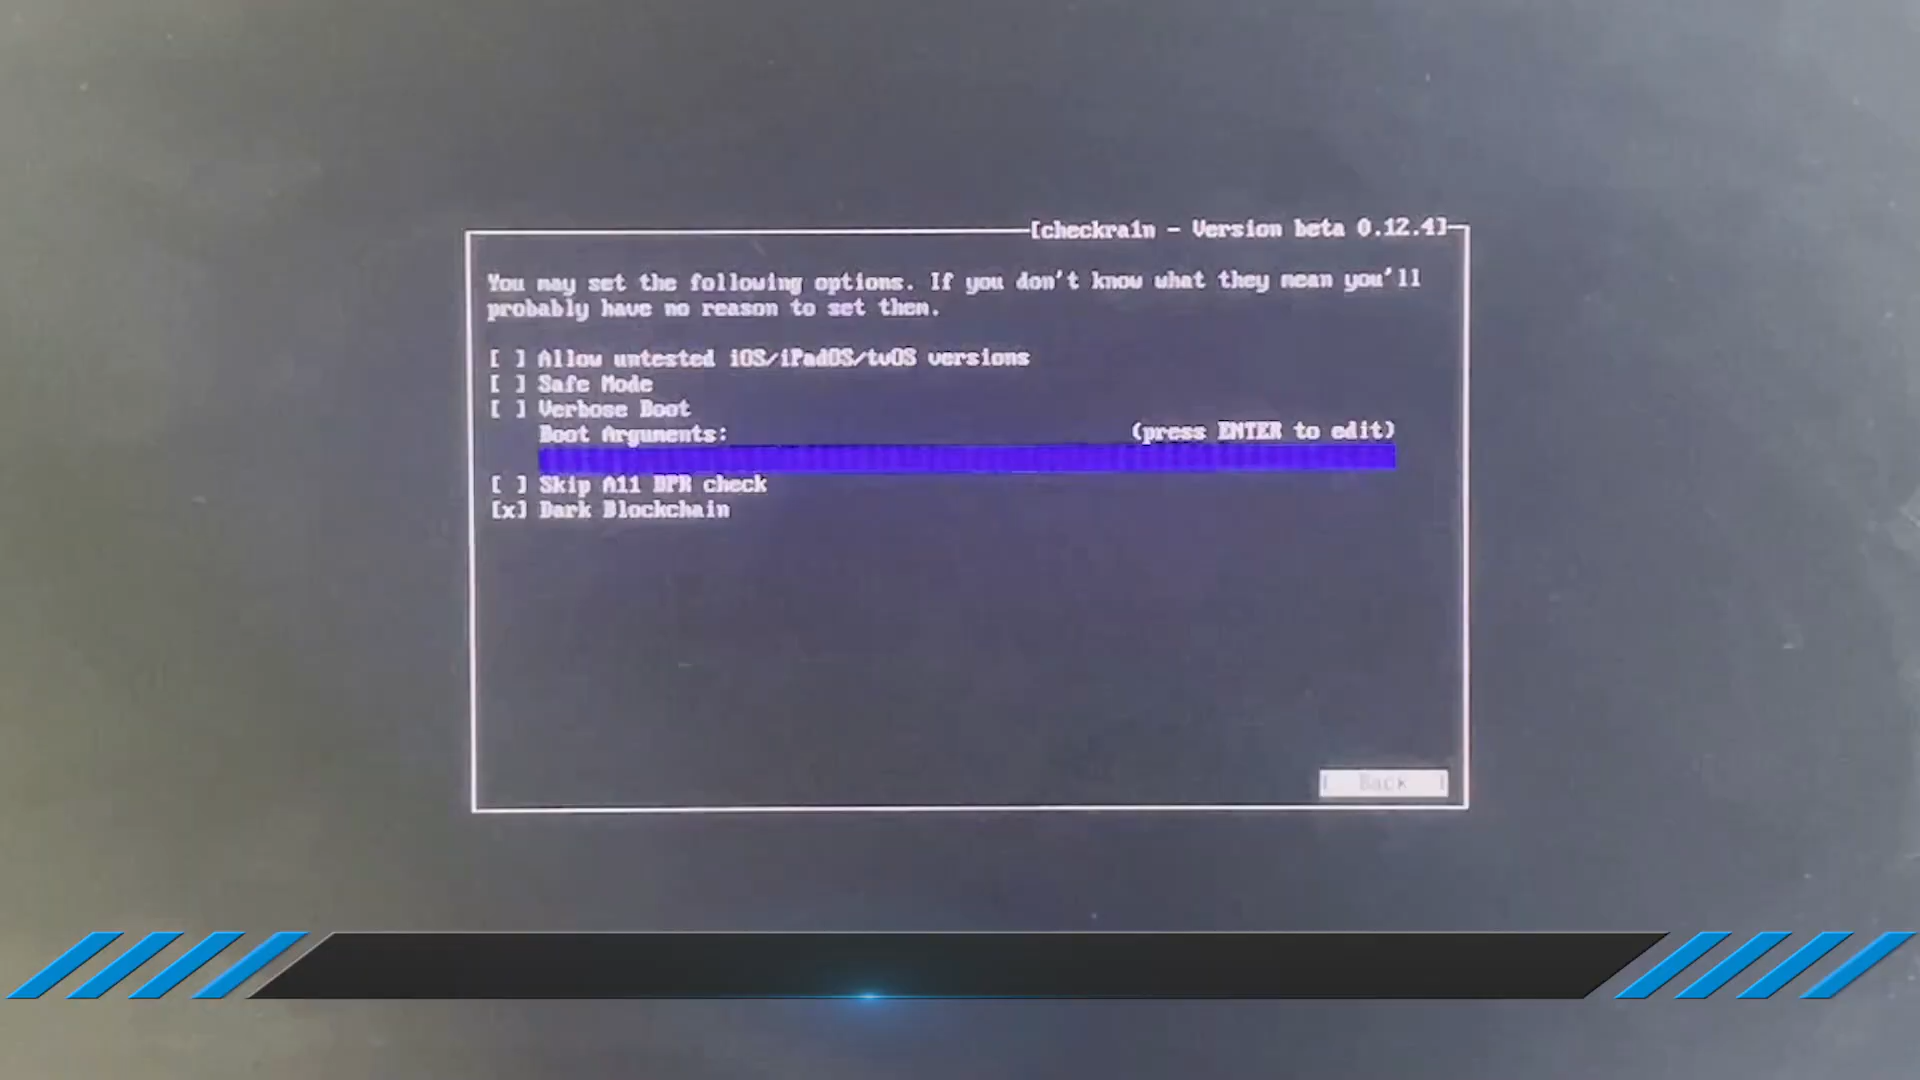 [checkra1n - Version beta 0.12.4]
You may set the following options. If you don't know what they mean you'll
probably have no reason to set them.
[ ] Allow untested iOS/iPadOS/tvOS versions
[ ] Safe Mode
[ ] Verbose Boot
Boot Arguments: (press ENTER to edit)
[ ] Skip A11 BPR check
[x] Dark Blockchain
[ Back ]